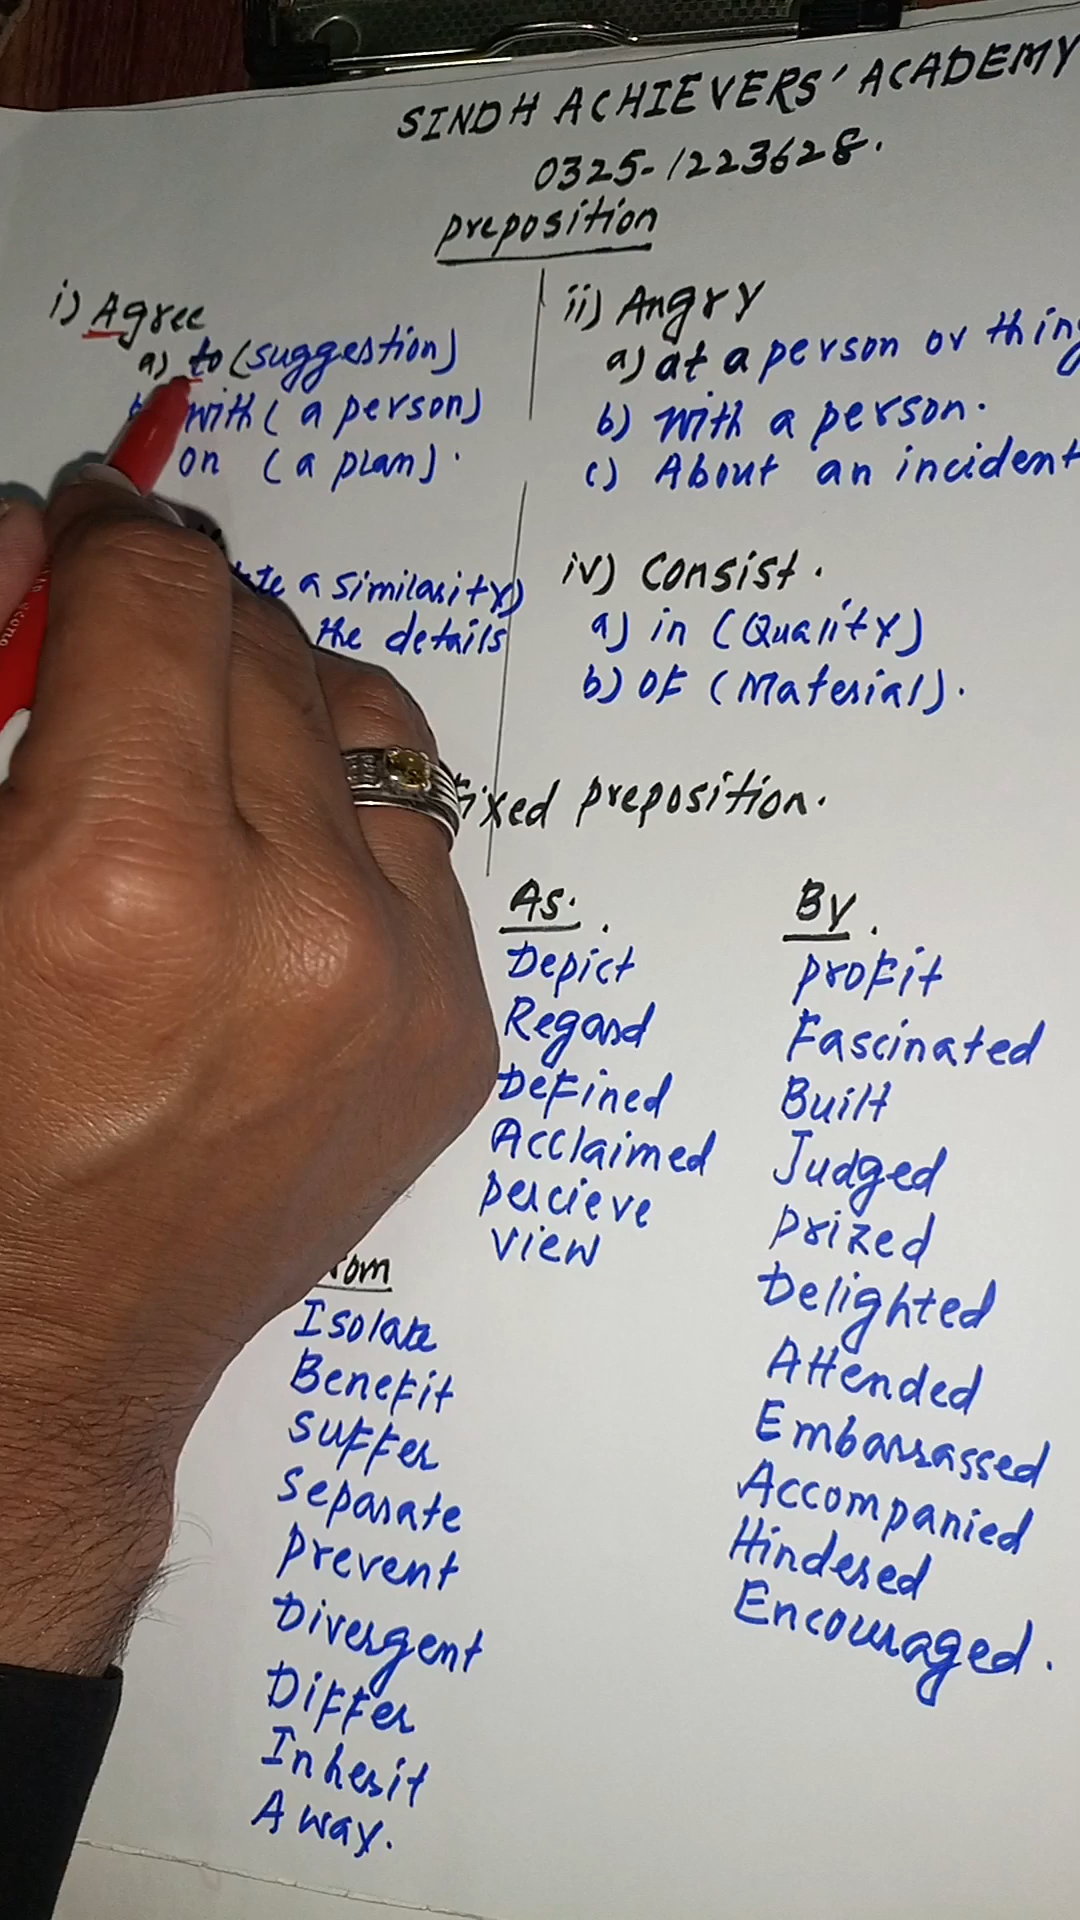 SINDH ACHIEVERS' ACADEMY
0325-1223628.
preposition
i) Agree
a) to (suggestion)
with (a person)
on (a plan).
ii) Angry
a) at a person or thing
b) with a person.
c) About an incident
a similarity)
the details
iv) Consist.
a) in (Quality)
b) OF (Material).
Fixed preposition.
As.
Depict
Regard
Defined
Acclaimed
percieve
view
By.
profit
Fascinated
Built
Judged
prized
Delighted
Attended
Embarrassed
Accompanied
Hindered
Encouraged.
Isolate
Benefit
suffer
separate
prevent
Divergent
Differ
Inherit
Away.